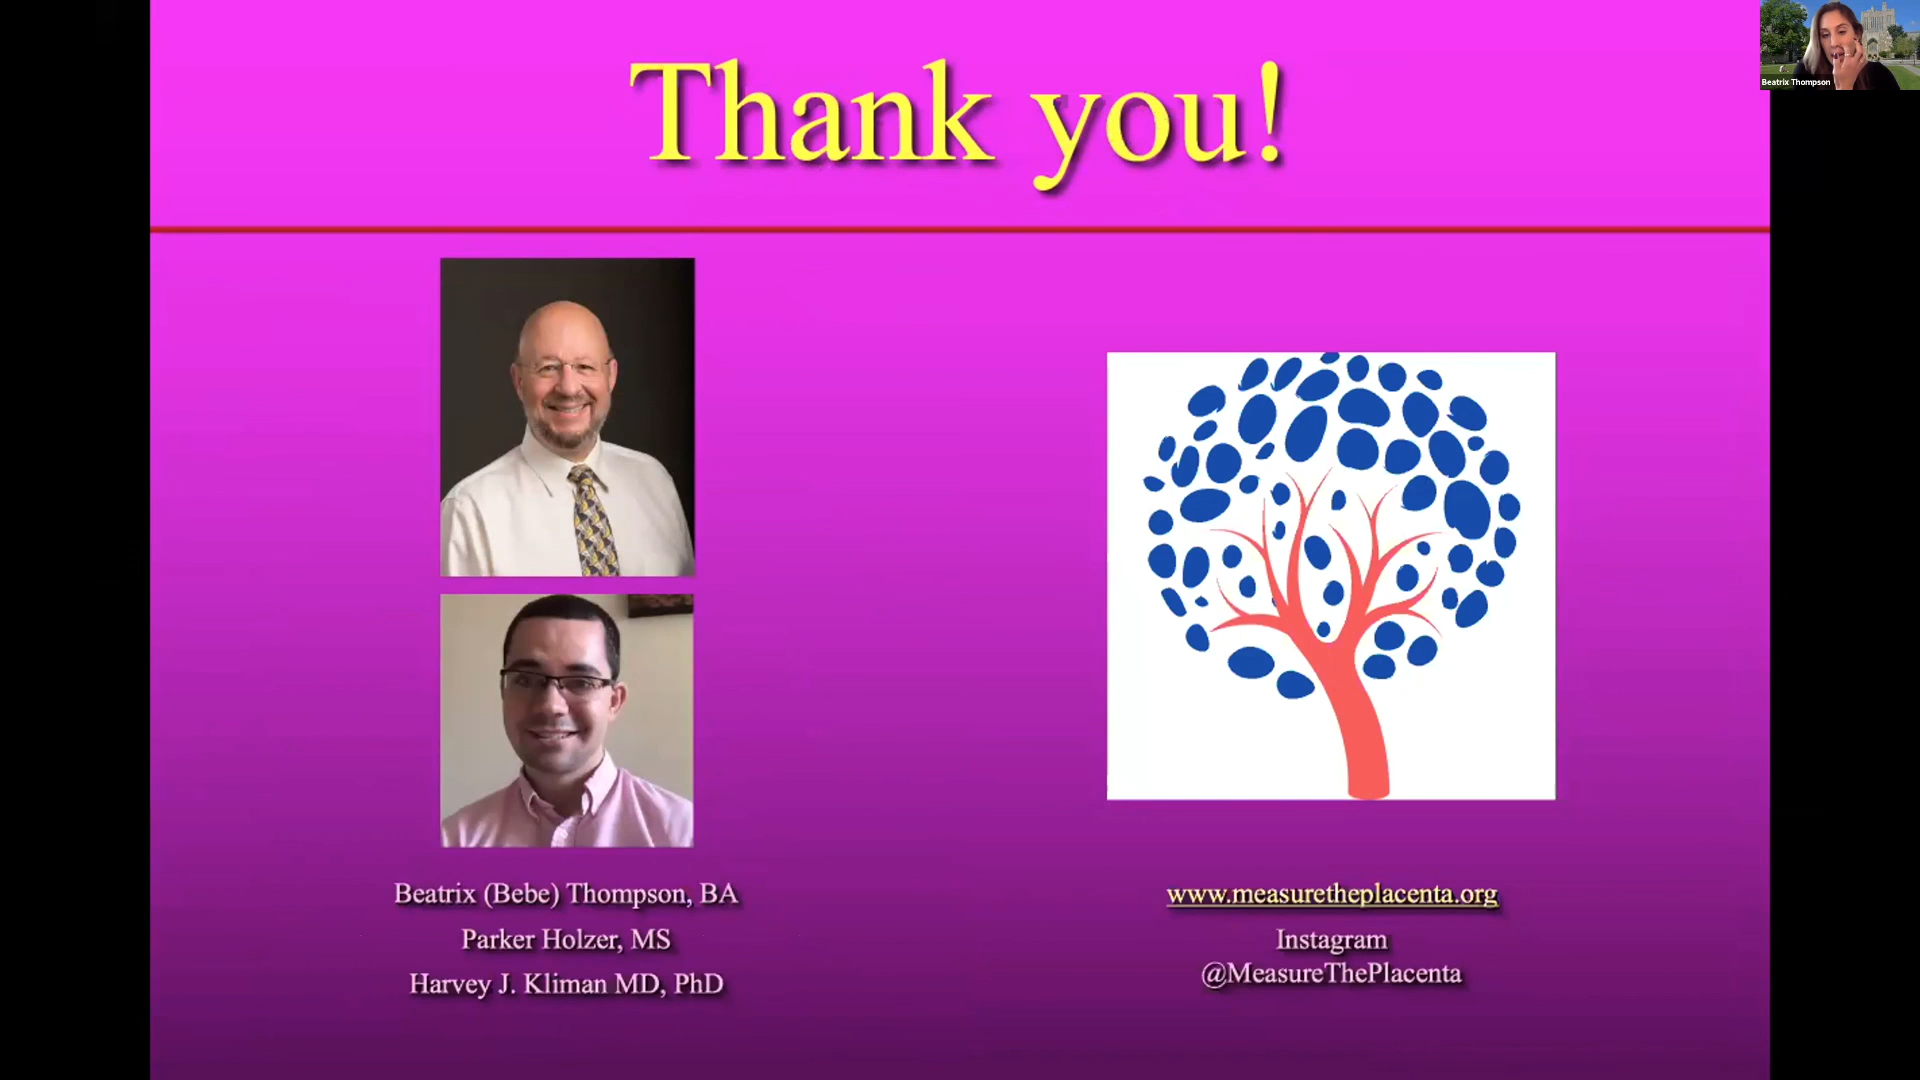 Thank you!
Beatrix Thompson
Beatrix (Bebe) Thompson, BA
Parker Holzer, MS
Harvey J. Kliman MD, PhD
www.measuretheplacenta.org
Instagram
@MeasureThePlacenta